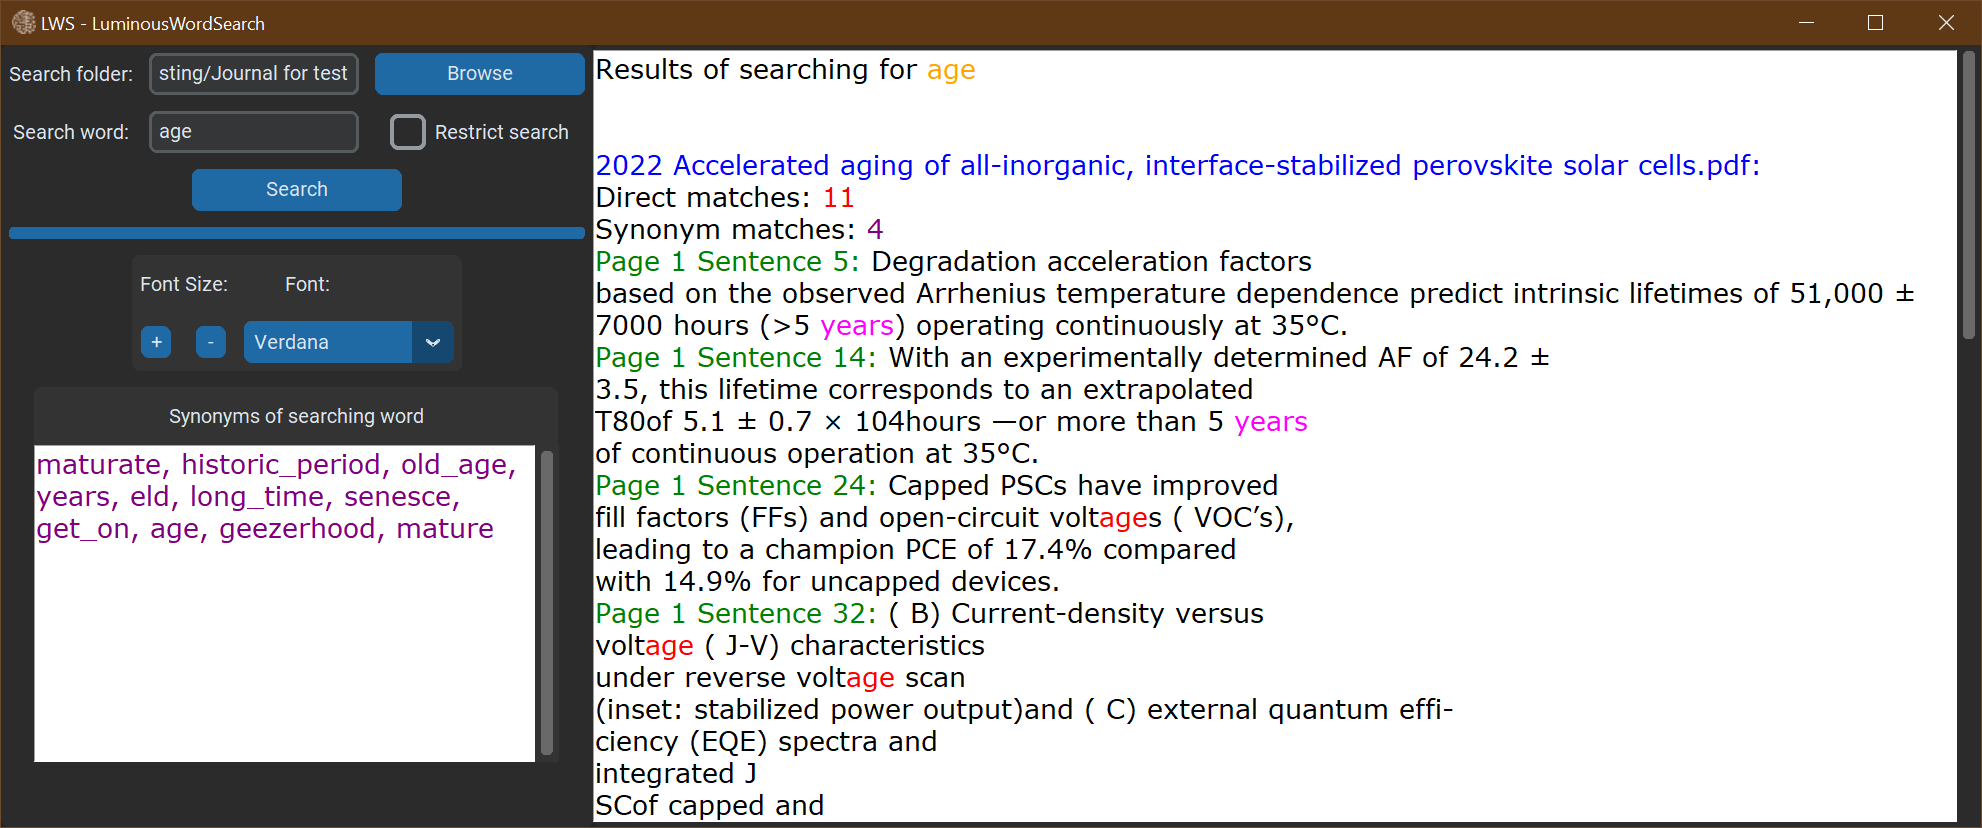 LWS - LuminousWordSearch
Search folder: sting/Journal for test Browse
Search word: age Restrict search
Search
Font Size: Font:
+ - Verdana
Synonyms of searching word
maturate, historic_period, old_age,
years, eld, long_time, senesce,
get_on, age, geezerhood, mature
Results of searching for age
2022 Accelerated aging of all-inorganic, interface-stabilized perovskite solar cells.pdf:
Direct matches: 11
Synonym matches: 4
Page 1 Sentence 5: Degradation acceleration factors
based on the observed Arrhenius temperature dependence predict intrinsic lifetimes of 51,000 ±
7000 hours (>5 years) operating continuously at 35°C.
Page 1 Sentence 14: With an experimentally determined AF of 24.2 ±
3.5, this lifetime corresponds to an extrapolated
T80of 5.1 ± 0.7 × 104hours —or more than 5 years
of continuous operation at 35°C.
Page 1 Sentence 24: Capped PSCs have improved
fill factors (FFs) and open-circuit voltages ( VOC’s),
leading to a champion PCE of 17.4% compared
with 14.9% for uncapped devices.
Page 1 Sentence 32: ( B) Current-density versus
voltage ( J-V) characteristics
under reverse voltage scan
(inset: stabilized power output)and ( C) external quantum effi-
ciency (EQE) spectra and
integrated J
SCof capped and